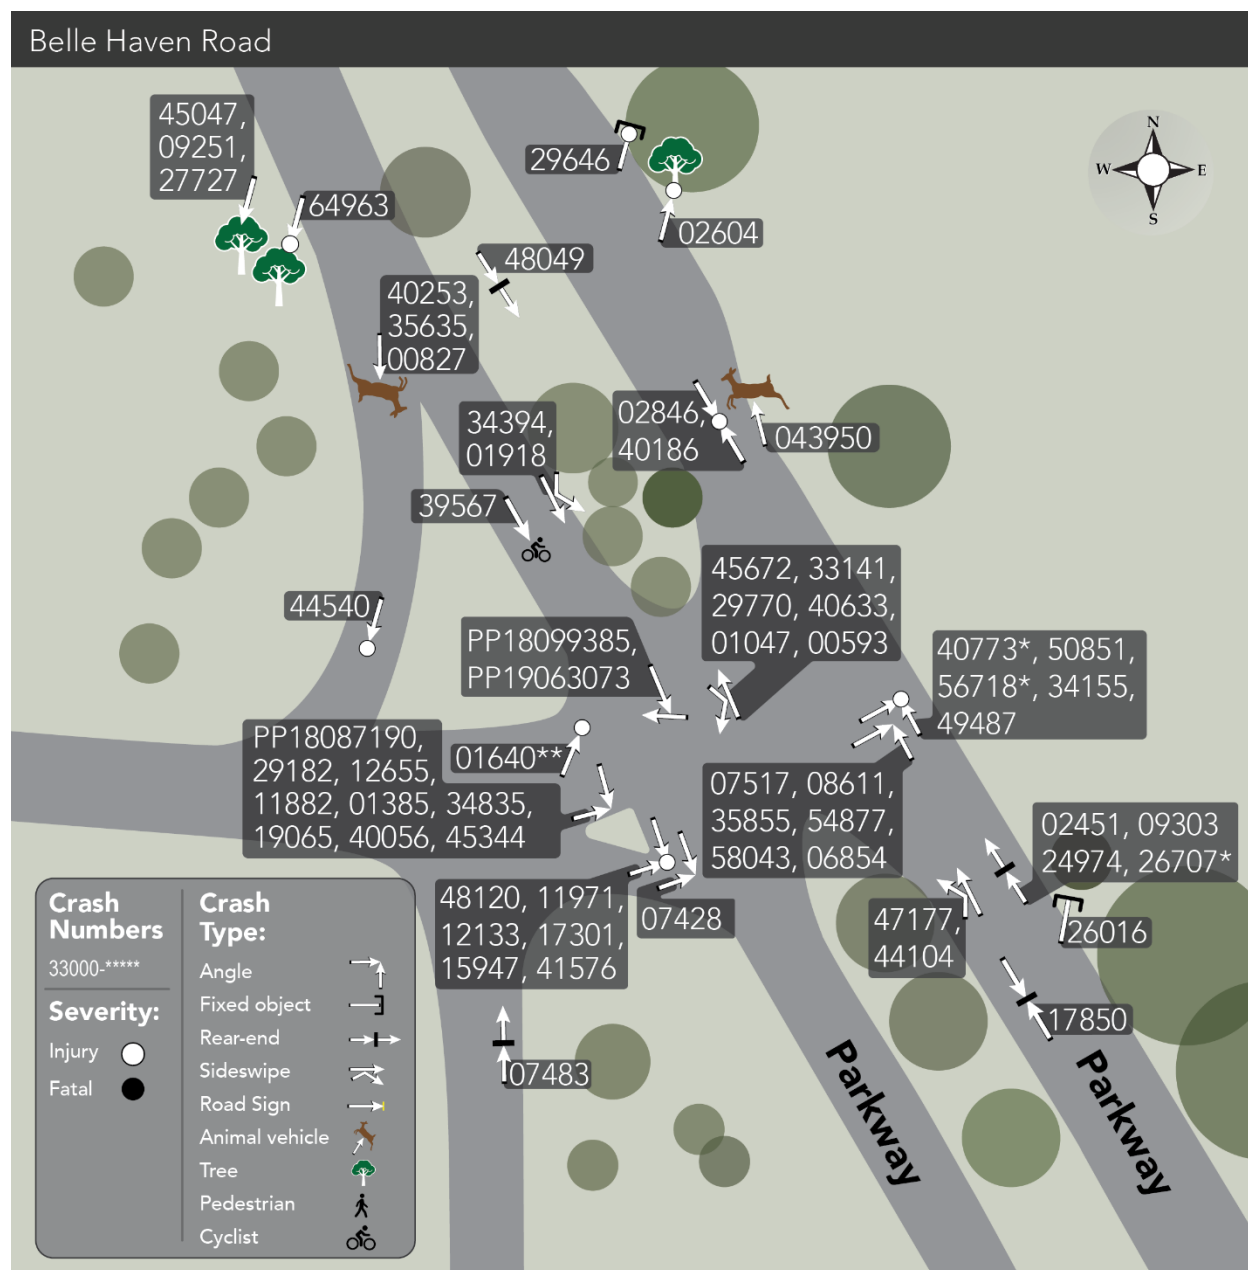 Belle Haven Road
45047,
09251,
27727
64963
29646
02604
N
W
E
S
48049
40253,
35635,
00827
34394,
01918
39567
02846,
40186
043950
44540
PP18099385,
PP19063073
45672, 33141,
29770, 40633,
01047, 00593
40773*, 50851,
56718*, 34155,
49487
PP18087190,
29182, 12655,
11882, 01385, 34835,
19065, 40056, 45344
01640**
07517, 08611,
35855, 54877,
58043, 06854
02451, 09303
24974, 26707*
48120, 11971,
12133, 17301,
15947, 41576
07428
47177,
44104
26016
17850
07483
Parkway
Parkway
Crash
Numbers
33000-*****
Severity:
Injury
Fatal
Crash
Type:
Angle
Fixed object
Rear-end
Sideswipe
Road Sign
Animal vehicle
Tree
Pedestrian
Cyclist